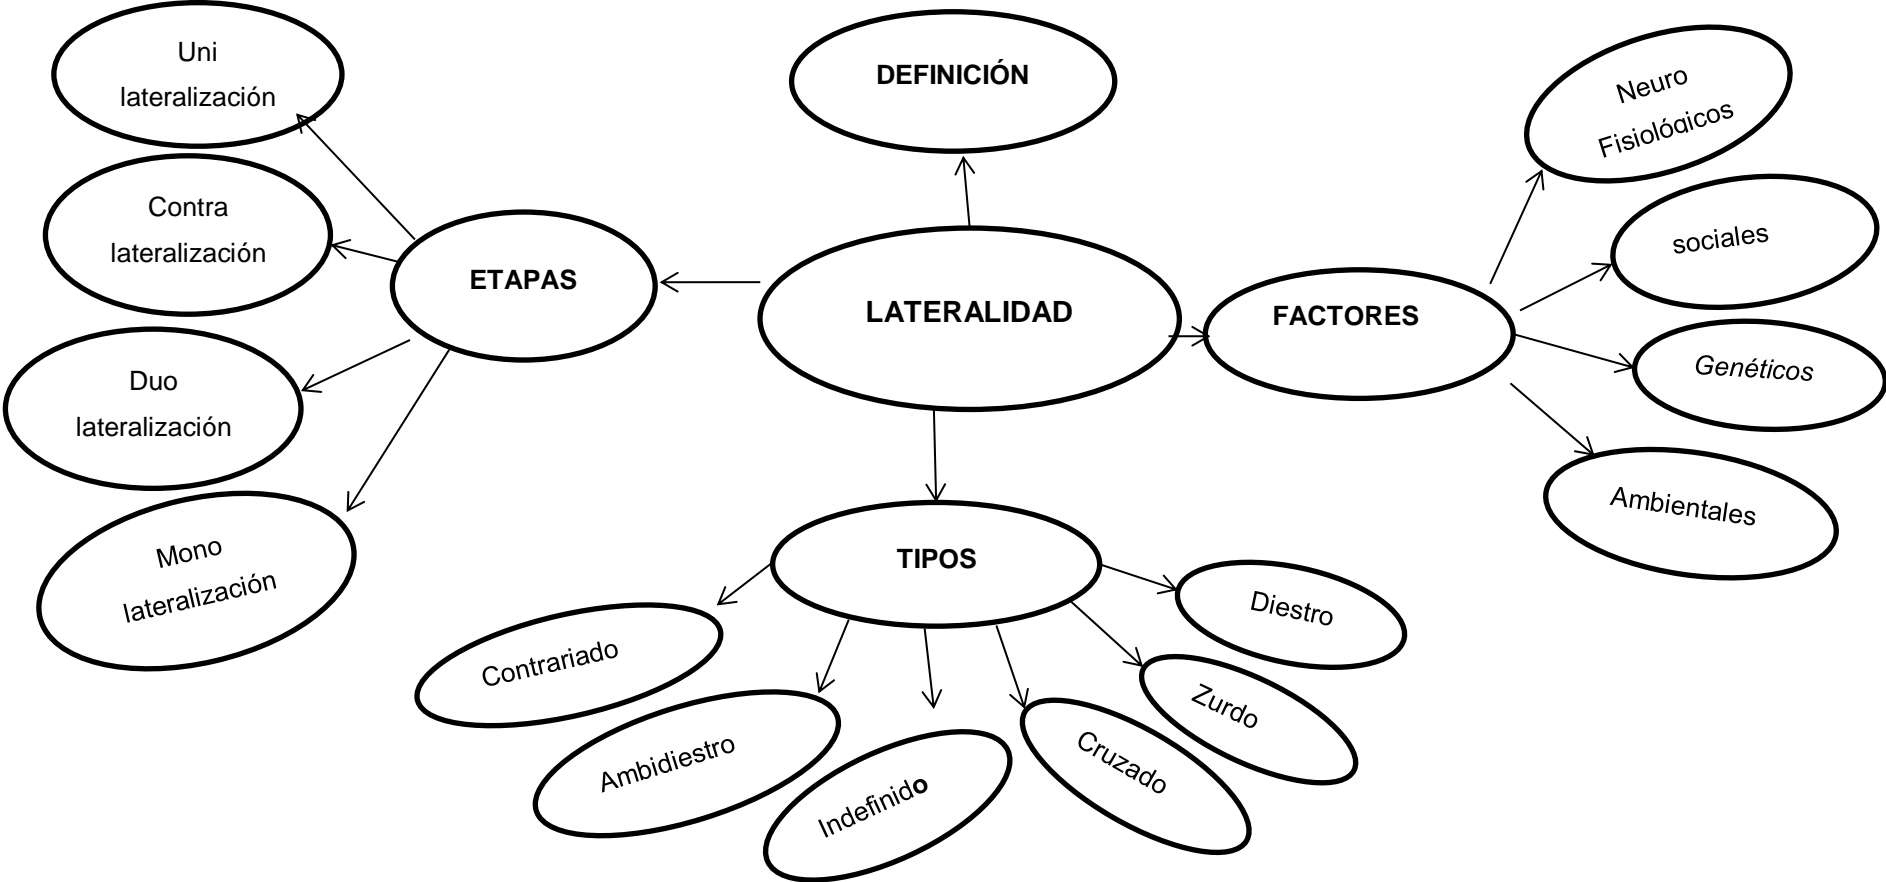 Uni
lateralización
Contra
lateralización
Duo
lateralización
Mono
lateralización
ETAPAS
DEFINICIÓN
LATERALIDAD
FACTORES
Neuro
Fisiológicos
sociales
Genéticos
Ambientales
TIPOS
Contrariado
Ambidiestro
Indefinido
Cruzado
Zurdo
Diestro